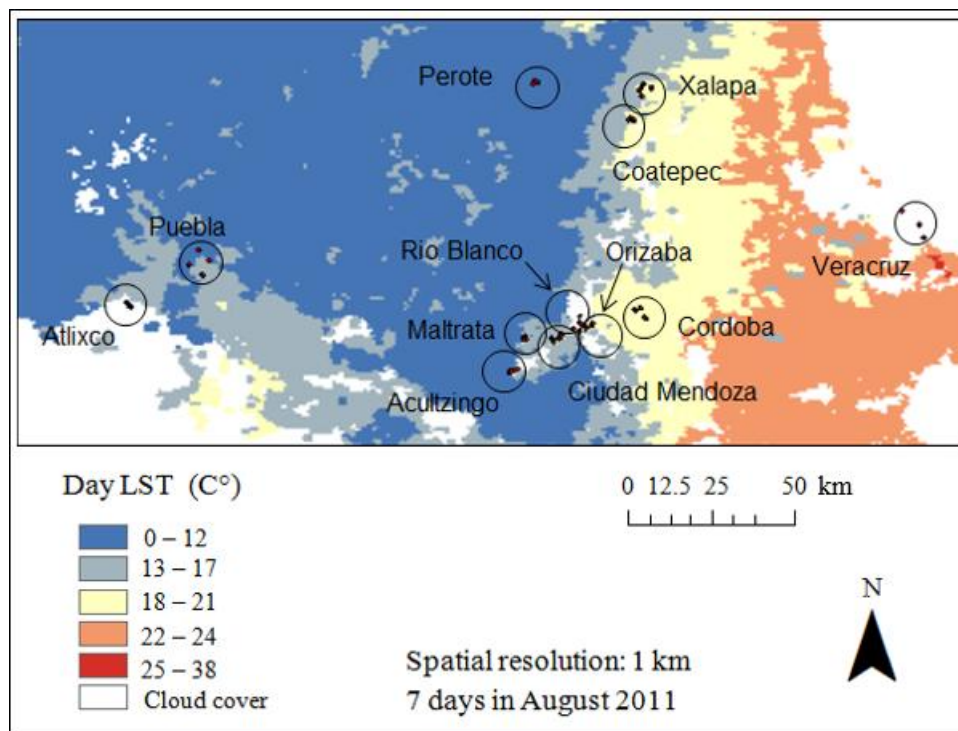 Perote
Xalapa
Coatepec
Puebla
Rio Blanco
Orizaba
Veracruz
Atlixco
Maltrata
Cordoba
Acultzingo
Ciudad Mendoza
Day LST (C°)
0 – 12
13 – 17
18 – 21
22 – 24
25 – 38
Cloud cover
0 12.5 25 50 km
N
Spatial resolution: 1 km
7 days in August 2011